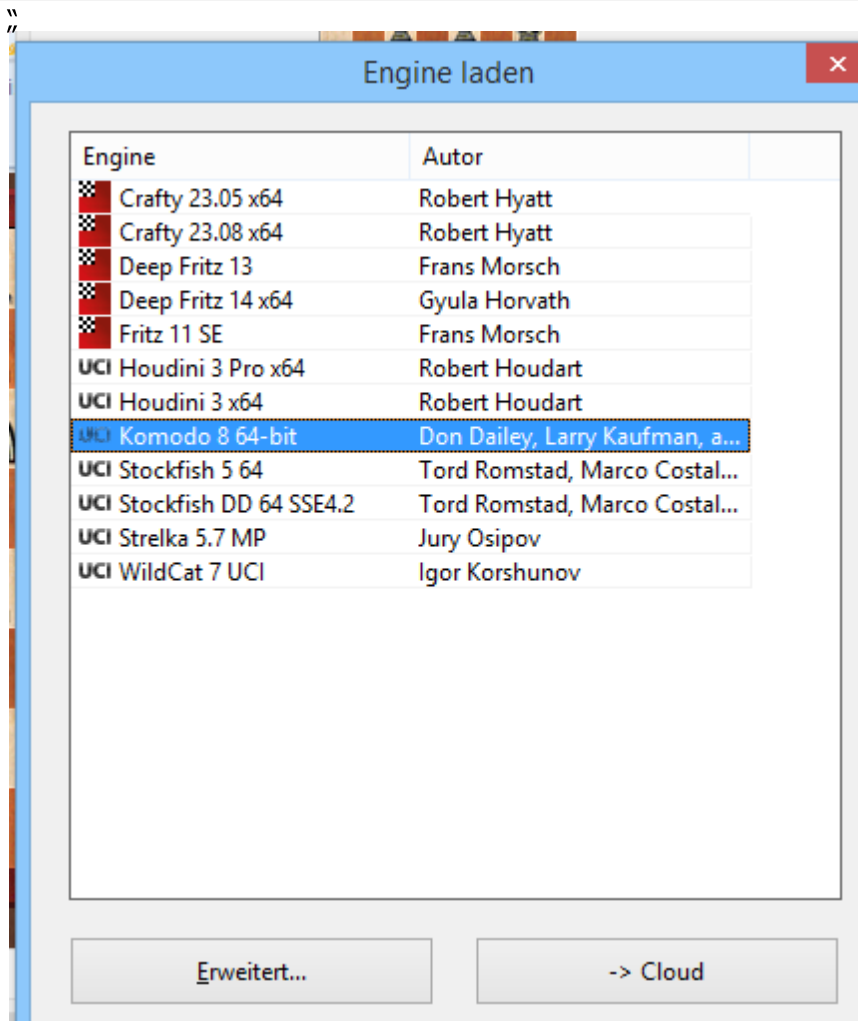 Engine laden
Engine Autor
Crafty 23.05 x64 Robert Hyatt
Crafty 23.08 x64 Robert Hyatt
Deep Fritz 13 Frans Morsch
Deep Fritz 14 x64 Gyula Horvath
Fritz 11 SE Frans Morsch
UCI Houdini 3 Pro x64 Robert Houdart
UCI Houdini 3 x64 Robert Houdart
UCI Komodo 8 64-bit Don Dailey, Larry Kaufman, a...
UCI Stockfish 5 64 Tord Romstad, Marco Costal...
UCI Stockfish DD 64 SSE4.2 Tord Romstad, Marco Costal...
UCI Strelka 5.7 MP Jury Osipov
UCI WildCat 7 UCI Igor Korshunov
Erweitert... -> Cloud